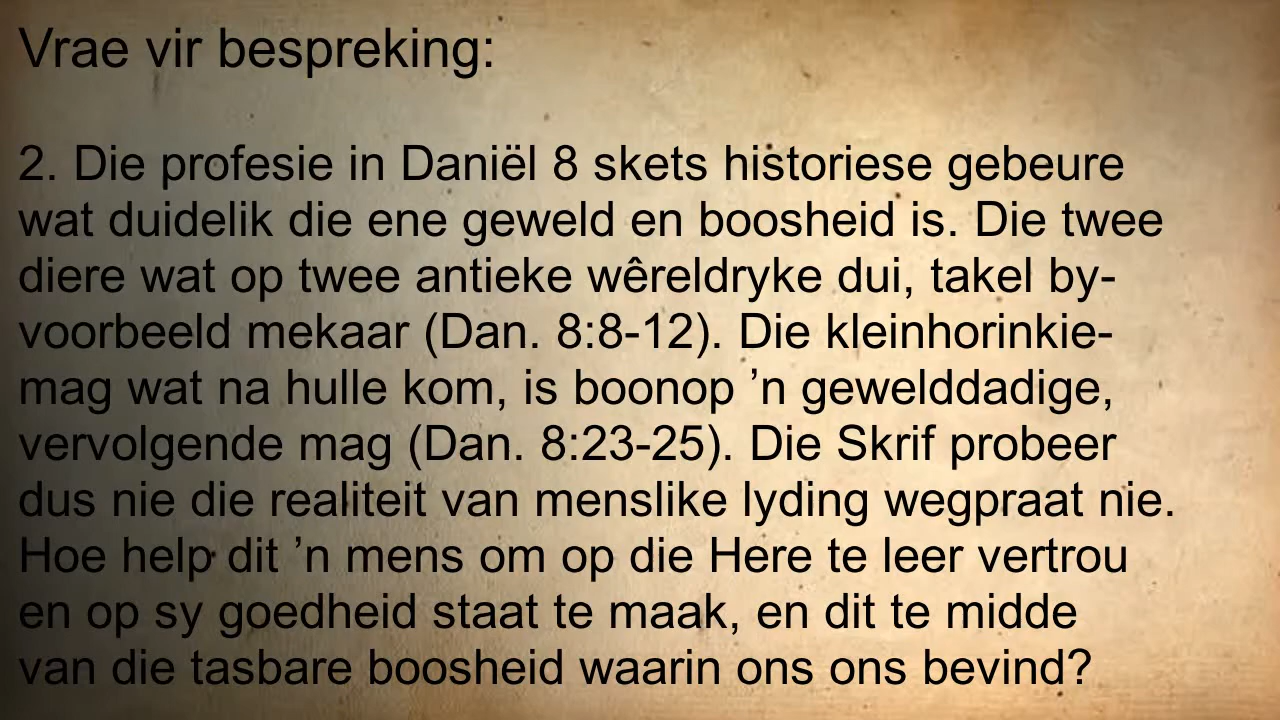 Vrae vir bespreking:
2. Die profesie in Daniël 8 skets historiese gebeure
wat duidelik die ene geweld en boosheid is. Die twee
diere wat op twee antieke wêreldryke dui, takel by-
voorbeeld mekaar (Dan. 8:8-12). Die kleinhorinkie-
mag wat na hulle kom, is boonop ’n gewelddadige,
vervolgende mag (Dan. 8:23-25). Die Skrif probeer
dus nie die realiteit van menslike lyding wegpraat nie.
Hoe help dit ’n mens om op die Here te leer vertrou
en op sy goedheid staat te maak, en dit te midde
van die tasbare boosheid waarin ons ons bevind?